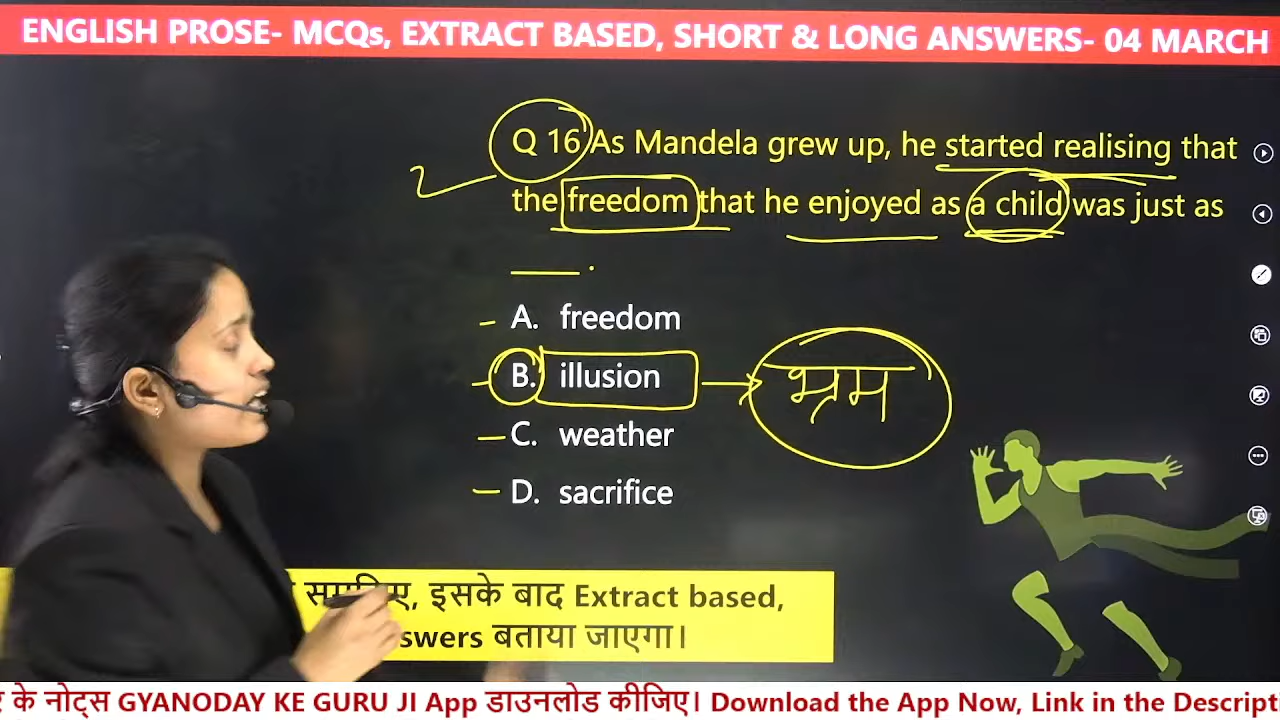 ENGLISH PROSE- MCQs, EXTRACT BASED, SHORT & LONG ANSWERS- 04 MARCH
Q 16 As Mandela grew up, he started realising that
the freedom that he enjoyed as a child was just as
_____.
A. freedom
B. illusion
भ्रम
C. weather
D. sacrifice
इसके बाद Extract based,
swers बताया जाएगा।
के नोट्स GYANODAY KE GURU JI App डाउनलोड कीजिए। Download the App Now, Link in the Descript